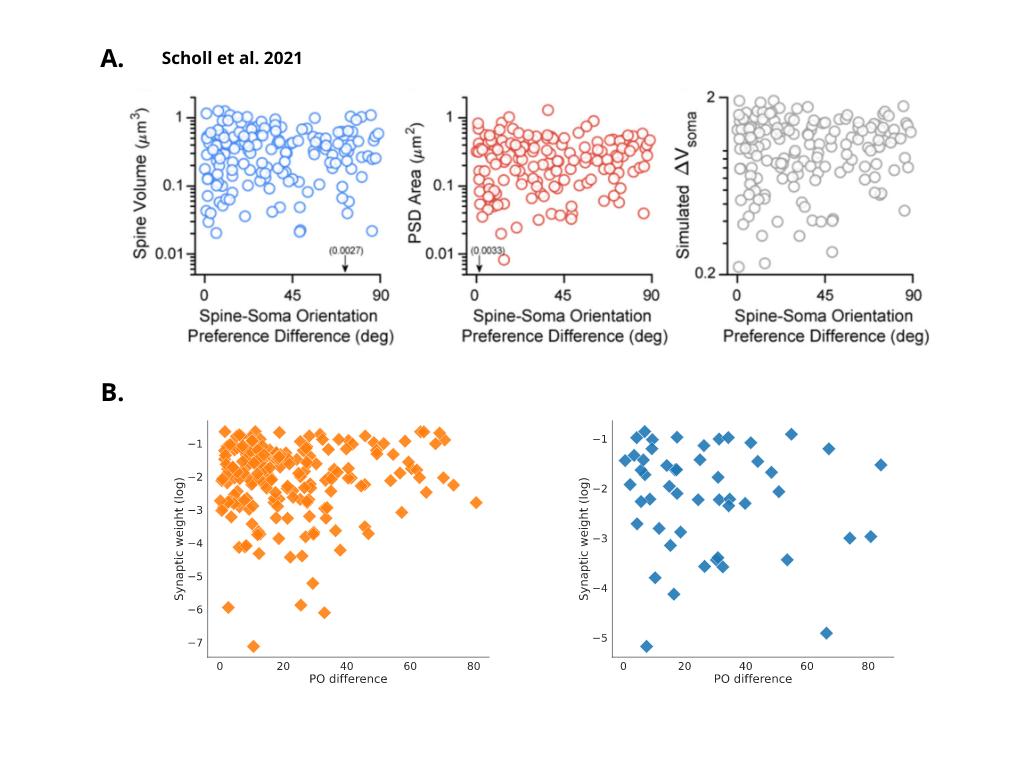 A. Scholl et al. 2021
Spine Volume (μm³)
1
0.1
0.01
(0.0027)
0 45 90
Spine-Soma Orientation
Preference Difference (deg)
PSD Area (μm²)
1
0.1
0.01
(0.0033)
0 45 90
Spine-Soma Orientation
Preference Difference (deg)
Simulated ΔVsoma
2
0.2
0 45 90
Spine-Soma Orientation
Preference Difference (deg)
B.
Synaptic weight (log)
−1
−2
−3
−4
−5
−6
−7
0 20 40 60 80
PO difference
Synaptic weight (log)
−1
−2
−3
−4
−5
0 20 40 60 80
PO difference